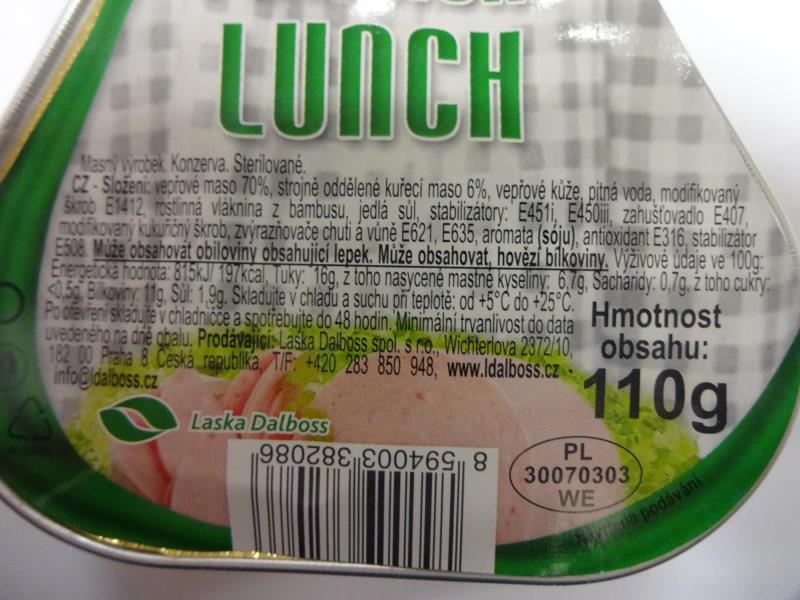 LUNCH
Masný výrobek. Konzerva. Sterilované.
CZ - Složení: vepřové maso 70%, strojně oddělené kuřecí maso 6%, vepřové kůže, pitná voda, modifikovaný
škrob E1412, rostlinná vláknina z bambusu, jedlá sůl, stabilizátory: E451i, E450iii, zahušťovadlo E407,
modifikovaný kukuřičný škrob, zvýrazňovače chuti a vůně E621, E635, aromata (sóju), antioxidant E316, stabilizátor
E508. Může obsahovat obiloviny obsahující lepek. Může obsahovat, hovězí bílkoviny. Výživové údaje ve 100g:
Energetická hodnota: 815kJ/ 197kcal, Tuky: 16g, z toho nasycené mastné kyseliny: 6,7g, Sacharidy: 0,7g, z toho cukry:
<0,5g, Bílkoviny: 11g, Sůl: 1,9g. Skladujte v chladu a suchu při teplotě: od +5°C do +25°C.
Po otevření skladujte v chladničce a spotřebujte do 48 hodin. Minimální trvanlivost do data
uvedeného na dně obalu. Prodávající: Laska Dalboss spol. s r.o., Wichterlova 2372/10,
182 00 Praha 8 Česká republika, T/F: +420 283 850 948, www.ldalboss.cz -
info@ldalboss.cz
Hmotnost
obsahu:
110g
Laska Dalboss
8 594003 382086
PL
30070303
WE
na podávání